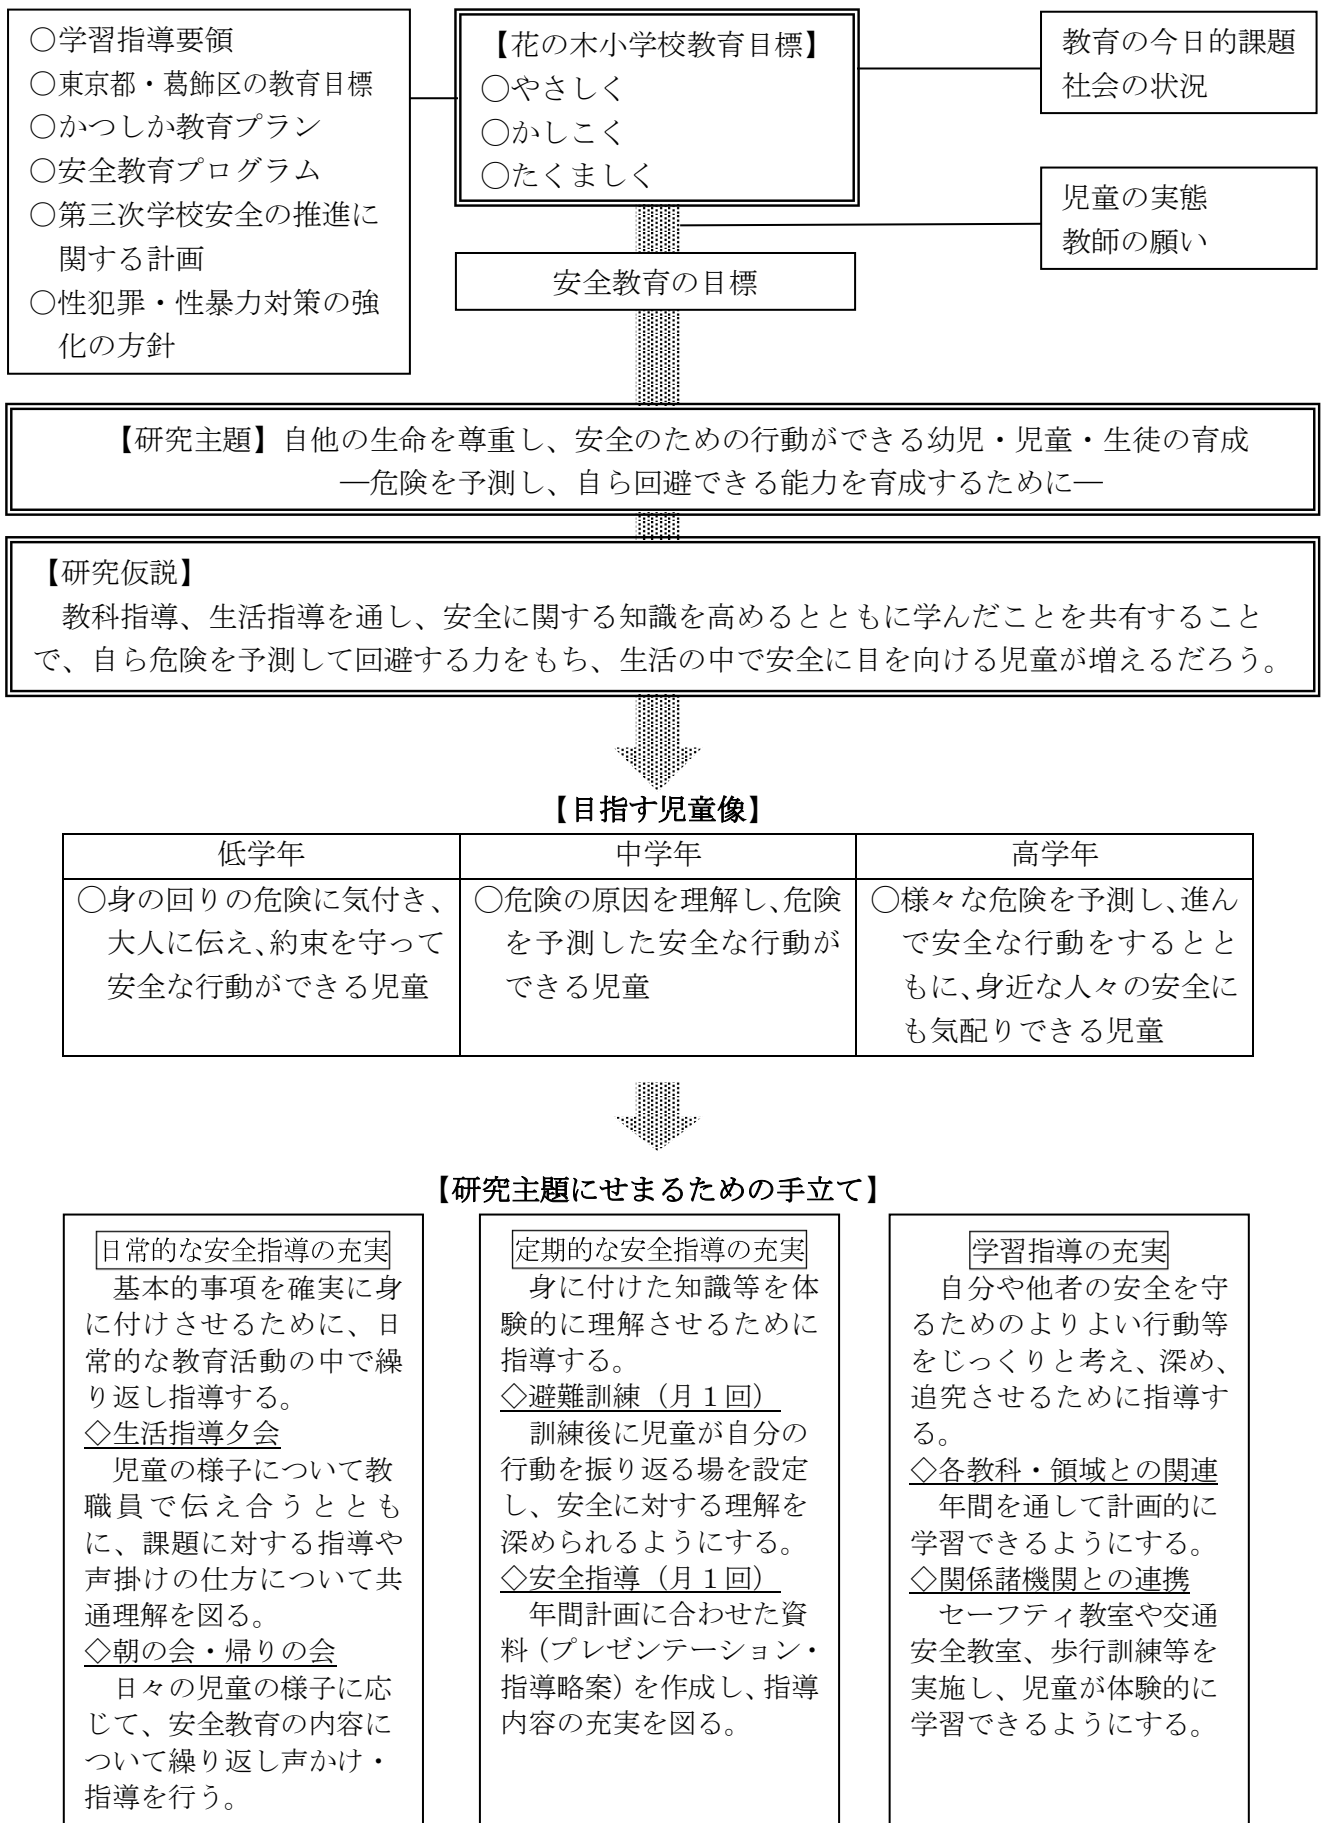 ○学習指導要領
○東京都・葛飾区の教育目標
○かつしか教育プラン
○安全教育プログラム
○第三次学校安全の推進に
関する計画
○性犯罪・性暴力対策の強
化の方針
【花の木小学校教育目標】
○やさしく
○かしこく
○たくましく
教育の今日的課題
社会の状況
児童の実態
教師の願い
安全教育の目標
【研究主題】自他の生命を尊重し、安全のための行動ができる幼児・児童・生徒の育成
―危険を予測し、自ら回避できる能力を育成するために―
【研究仮説】
教科指導、生活指導を通し、安全に関する知識を高めるとともに学んだことを共有すること
で、自ら危険を予測して回避する力をもち、生活の中で安全に目を向ける児童が増えるだろう。
【目指す児童像】
低学年
○身の回りの危険に気付き、
大人に伝え、約束を守って
安全な行動ができる児童
中学年
○危険の原因を理解し、危険
を予測した安全な行動が
できる児童
高学年
○様々な危険を予測し、進ん
で安全な行動をするとと
もに、身近な人々の安全に
も気配りできる児童
【研究主題にせまるための手立て】
日常的な安全指導の充実
基本的事項を確実に身
に付けさせるために、日
常的な教育活動の中で繰
り返し指導する。
◇生活指導夕会
児童の様子について教
職員で伝え合うととも
に、課題に対する指導や
声掛けの仕方について共
通理解を図る。
◇朝の会・帰りの会
日々の児童の様子に応
じて、安全教育の内容に
ついて繰り返し声かけ・
指導を行う。
定期的な安全指導の充実
身に付けた知識等を体
験的に理解させるために
指導する。
◇避難訓練（月１回）
訓練後に児童が自分の
行動を振り返る場を設定
し、安全に対する理解を
深められるようにする。
◇安全指導（月１回）
年間計画に合わせた資
料（プレゼンテーション・
指導略案）を作成し、指導
内容の充実を図る。
学習指導の充実
自分や他者の安全を守
るためのよりよい行動等
をじっくりと考え、深め、
追究させるために指導す
る。
◇各教科・領域との関連
年間を通して計画的に
学習できるようにする。
◇関係諸機関との連携
セーフティ教室や交通
安全教室、歩行訓練等を
実施し、児童が体験的に
学習できるようにする。